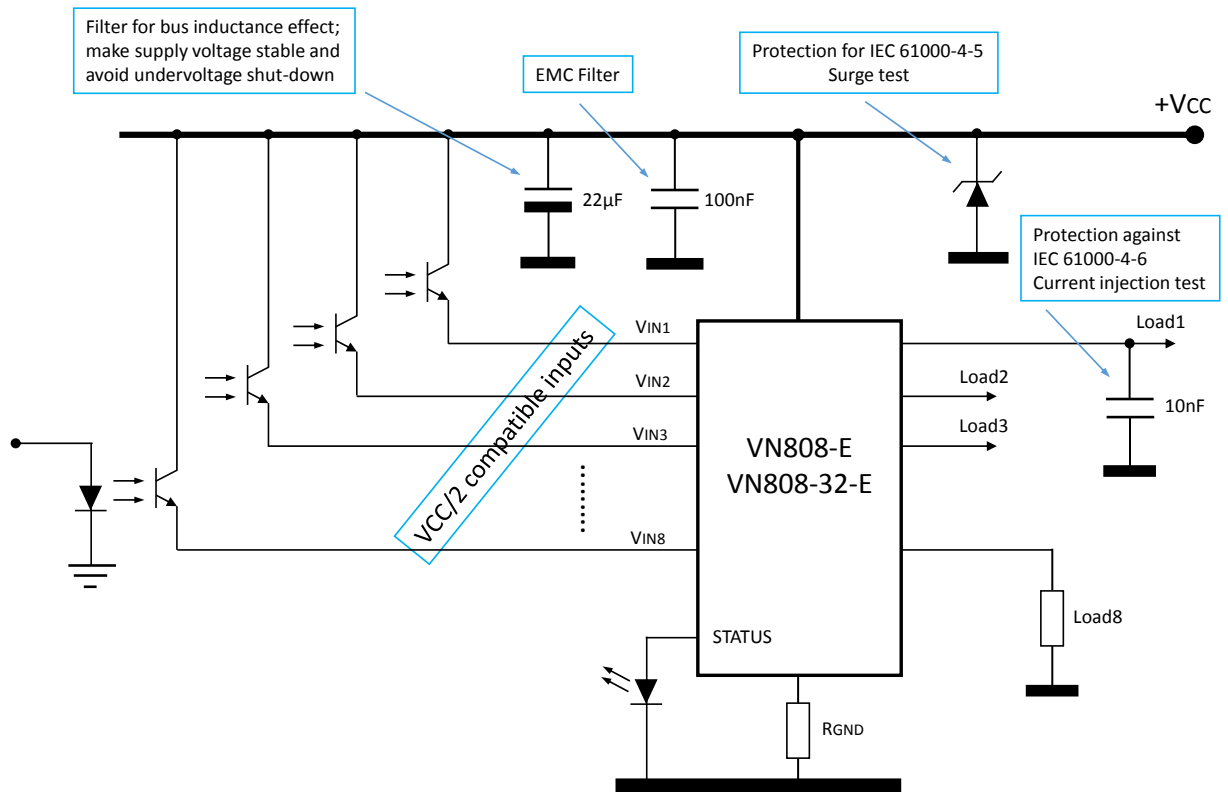 Filter for bus inductance effect;
make supply voltage stable and
avoid undervoltage shut-down
EMC Filter
Protection for IEC 61000-4-5
Surge test
+VCC
22µF
100nF
Protection against
IEC 61000-4-6
Current injection test
VIN1
Load1
VIN2
Load2
10nF
VIN3
Load3
VN808-E
VN808-32-E
VCC/2 compatible inputs
VIN8
Load8
STATUS
RGND